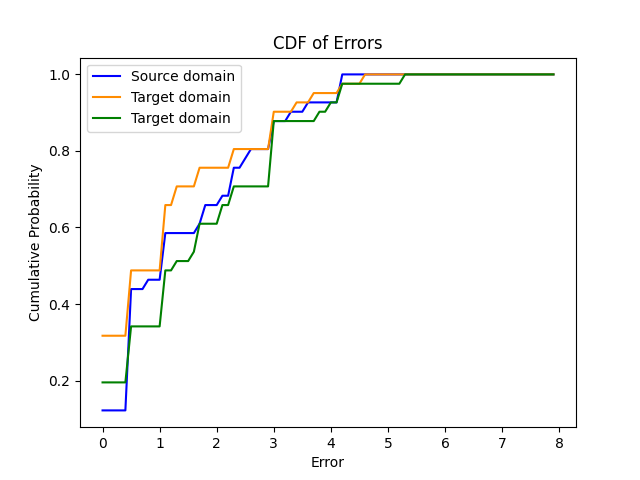 CDF of Errors
Source domain
Target domain
Target domain
1.0
0.8
0.6
0.4
0.2
Cumulative Probability
0 1 2 3 4 5 6 7 8
Error